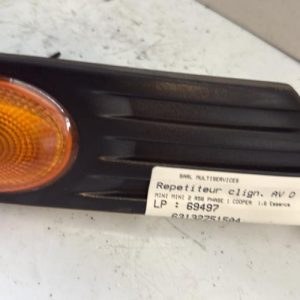 SARL MULTISERVICES
Repetiteur clign. AV D
MINI MINI 2 R56 PHASE 1 COOPER 1.6 Essence
LP : 69497
63132751504